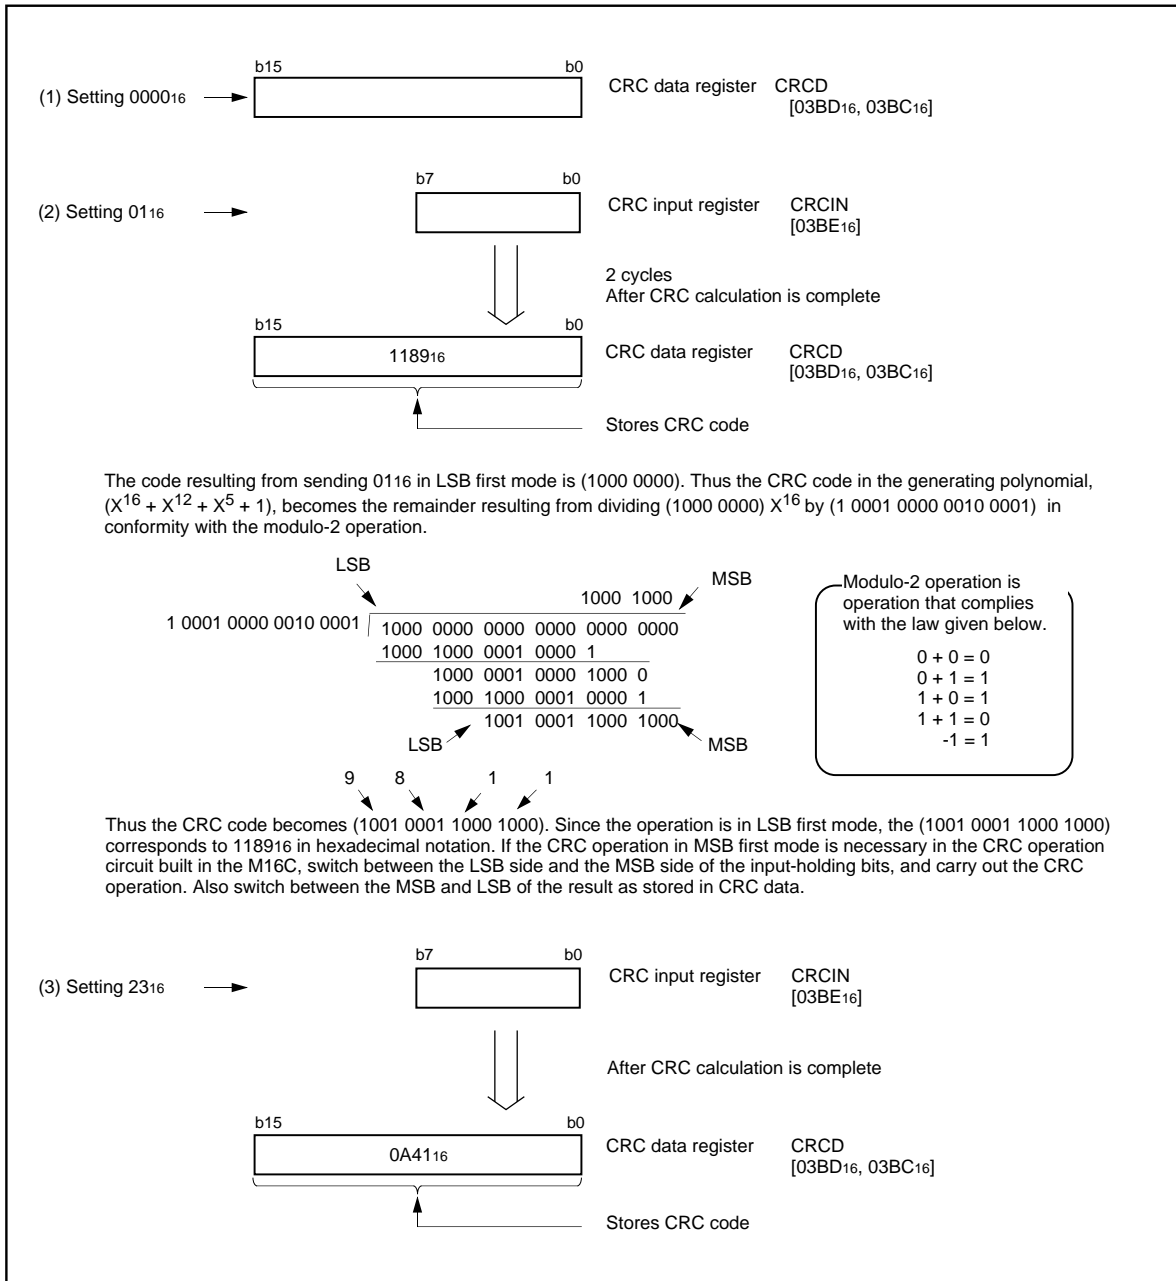 b15 b0
(1) Setting 0000₁₆ CRC data register CRCD
[03BD₁₆, 03BC₁₆]
b7 b0
(2) Setting 01₁₆ CRC input register CRCIN
[03BE₁₆]
2 cycles
After CRC calculation is complete
b15 b0
1189₁₆ CRC data register CRCD
[03BD₁₆, 03BC₁₆]
Stores CRC code
The code resulting from sending 01₁₆ in LSB first mode is (1000 0000). Thus the CRC code in the generating polynomial,
(X¹⁶ + X¹² + X⁵ + 1), becomes the remainder resulting from dividing (1000 0000) X¹⁶ by (1 0001 0000 0010 0001) in
conformity with the modulo-2 operation.
LSB MSB
1000 1000
1 0001 0000 0010 0001 1000 0000 0000 0000 0000 0000
1000 1000 0001 0000 1
1000 0001 0000 1000 0
1000 1000 0001 0000 1
1001 0001 1000 1000
LSB MSB
Modulo-2 operation is
operation that complies
with the law given below.
0 + 0 = 0
0 + 1 = 1
1 + 0 = 1
1 + 1 = 0
-1 = 1
9 8 1 1
Thus the CRC code becomes (1001 0001 1000 1000). Since the operation is in LSB first mode, the (1001 0001 1000 1000)
corresponds to 1189₁₆ in hexadecimal notation. If the CRC operation in MSB first mode is necessary in the CRC operation
circuit built in the M16C, switch between the LSB side and the MSB side of the input-holding bits, and carry out the CRC
operation. Also switch between the MSB and LSB of the result as stored in CRC data.
b7 b0
(3) Setting 23₁₆ CRC input register CRCIN
[03BE₁₆]
After CRC calculation is complete
b15 b0
0A41₁₆ CRC data register CRCD
[03BD₁₆, 03BC₁₆]
Stores CRC code